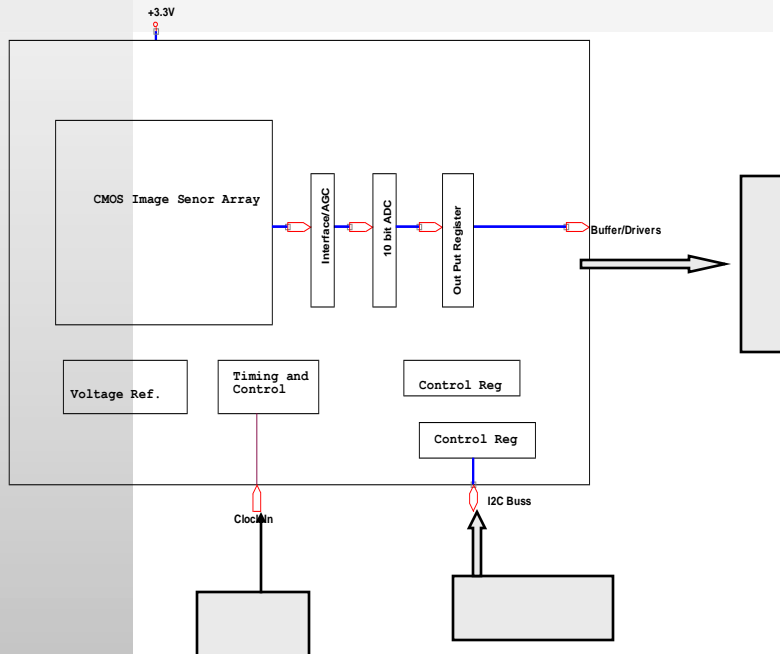 +3.3V
CMOS Image Senor Array
Interface/AGC
10 bit ADC
Out Put Register
Buffer/Drivers
Voltage Ref.
Timing and
Control
Control Reg
Control Reg
Clock In
I2C Buss